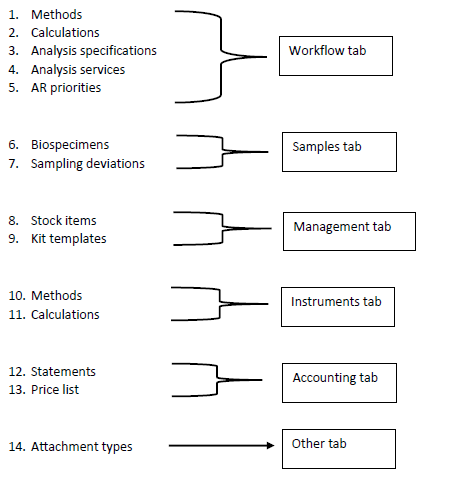 1. Methods
2. Calculations
3. Analysis specifications
4. Analysis services
5. AR priorities
Workflow tab
6. Biospecimens
7. Sampling deviations
Samples tab
8. Stock items
9. Kit templates
Management tab
10. Methods
11. Calculations
Instruments tab
12. Statements
13. Price list
Accounting tab
14. Attachment types
Other tab